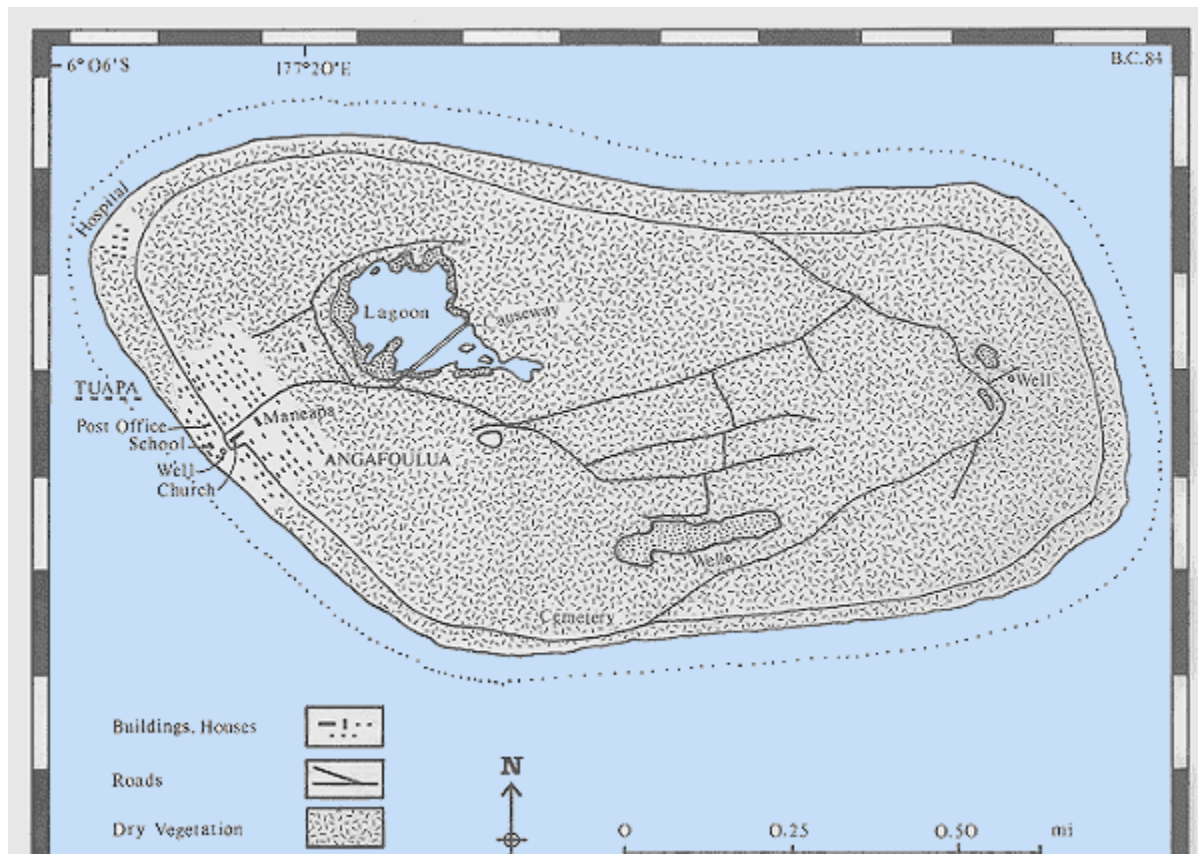 6°06'S
177°20'E
B.C.84
Hospital
Lagoon
Causeway
TUAPA
Post Office
School
Well
Church
Maneapa
ANGAFOULUA
Well
Wells
Cemetery
Buildings. Houses
Roads
Dry Vegetation
N
0 0.25 0.50 mi